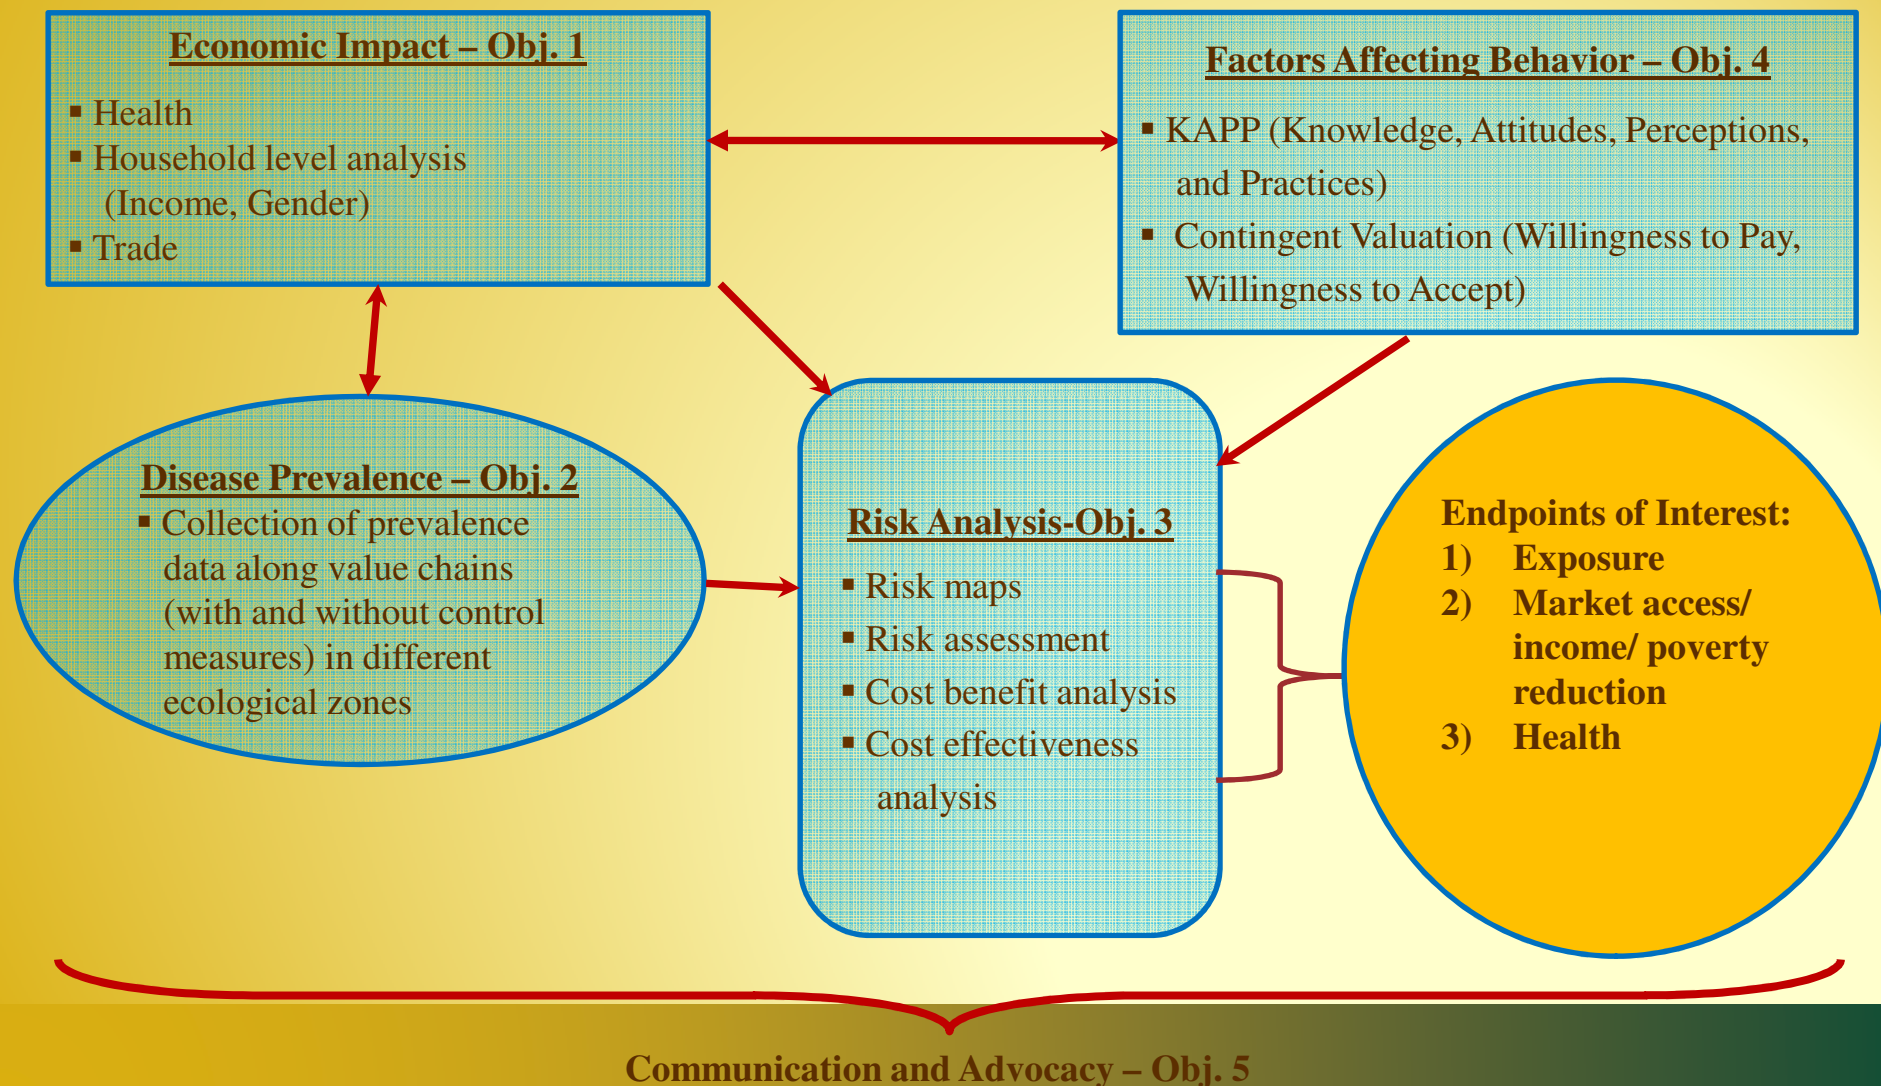 Economic Impact – Obj. 1
▪ Health
▪ Household level analysis
(Income, Gender)
▪ Trade
Factors Affecting Behavior – Obj. 4
▪ KAPP (Knowledge, Attitudes, Perceptions,
and Practices)
▪ Contingent Valuation (Willingness to Pay,
Willingness to Accept)
Disease Prevalence – Obj. 2
▪ Collection of prevalence
data along value chains
(with and without control
measures) in different
ecological zones
Risk Analysis-Obj. 3
▪ Risk maps
▪ Risk assessment
▪ Cost benefit analysis
▪ Cost effectiveness
analysis
Endpoints of Interest:
1) Exposure
2) Market access/
income/ poverty
reduction
3) Health
Communication and Advocacy – Obj. 5